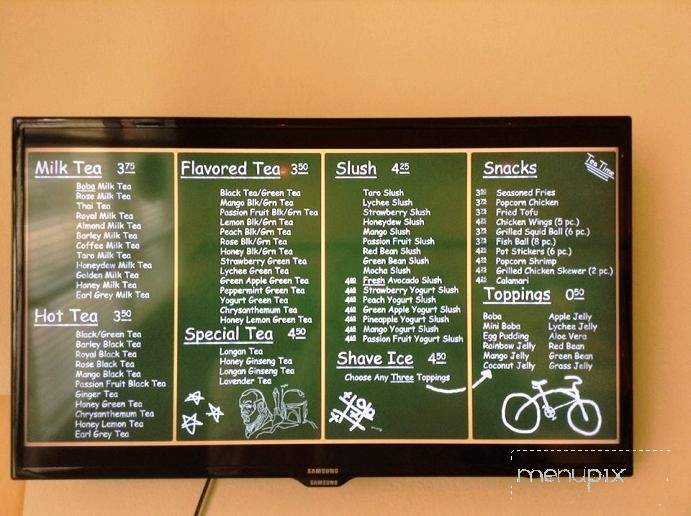 Milk Tea 3.75
Boba Milk Tea
Rose Milk Tea
Thai Tea
Royal Milk Tea
Almond Milk Tea
Barley Milk Tea
Coffee Milk Tea
Taro Milk Tea
Honeydew Milk Tea
Golden Milk Tea
Honey Milk Tea
Earl Grey Milk Tea
Hot Tea 3.50
Black/Green Tea
Barley Black Tea
Royal Black Tea
Rose Black Tea
Mango Black Tea
Passion Fruit Black Tea
Ginger Tea
Honey Green Tea
Chrysanthemum Tea
Honey Lemon Tea
Earl Grey Tea
Flavored Tea 3.50
Black Tea/Green Tea
Mango Blk/Grn Tea
Passion Fruit Blk/Grn Tea
Lemon Blk/Grn Tea
Peach Blk/Grn Tea
Rose Blk/Grn Tea
Honey Blk/Grn Tea
Strawberry Green Tea
Lychee Green Tea
Green Apple Green Tea
Peppermint Green Tea
Yogurt Green Tea
Chrysanthemum Tea
Honey Lemon Green Tea
Special Tea 4.50
Longan Tea
Honey Ginseng Tea
Longan Ginseng Tea
Lavender Tea
Slush 4.25
Taro Slush
Lychee Slush
Strawberry Slush
Honeydew Slush
Mango Slush
Passion Fruit Slush
Red Bean Slush
Green Bean Slush
Mocha Slush
Fresh Avocado Slush
Strawberry Yogurt Slush
Peach Yogurt Slush
Green Apple Yogurt Slush
Pineapple Yogurt Slush
Mango Yogurt Slush
Passion Fruit Yogurt Slush
Shave Ice 4.50
Choose Any Three Toppings
Snacks
Tea Time
Seasoned Fries
Popcorn Chicken
Fried Tofu
Chicken Wings (5 pc.)
Grilled Squid Ball (6 pc.)
Fish Ball (8 pc.)
Pot Stickers (6 pc.)
Popcorn Shrimp
Grilled Chicken Skewer (2 pc.)
Calamari
Toppings 0.50
Boba Apple Jelly
Mini Boba Lychee Jelly
Egg Pudding Aloe Vera
Rainbow Jelly Red Bean
Mango Jelly Green Bean
Coconut Jelly Grass Jelly
SAMSUNG
SAMSUNG
menupix